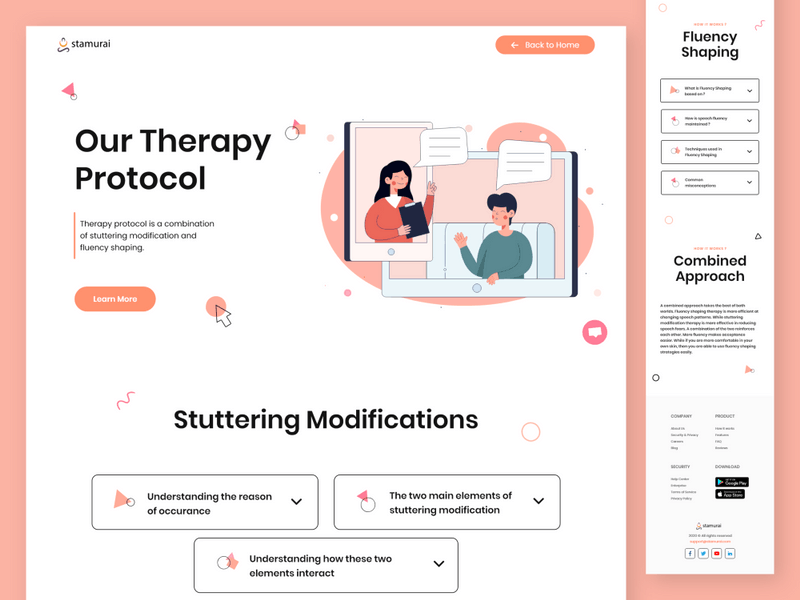 stamurai
Back to Home
Our Therapy
Protocol
Therapy protocol is a combination
of stuttering modification and
fluency shaping.
Learn More
Stuttering Modifications
Understanding the reason
of occurance
The two main elements of
stuttering modification
Understanding how these two
elements interact
HOW IT WORKS ?
Fluency
Shaping
What is Fluency Shaping
based on?
How is speech fluency
maintained?
Techniques used in
Fluency Shaping
Common
misconceptions
HOW IT WORKS ?
Combined
Approach
A combined approach takes the best of both
worlds. Fluency shaping therapy is more efficient at
changing speech patterns. While stuttering
modification therapy is more effective in reducing
speech fears. A combination of the two reinforces
each other. More fluency makes acceptance
easier. While if you are more comfortable in your
own skin, then you are able to use fluency shaping
strategies easily.
COMPANY
About Us
Security & Privacy
Careers
Blog
PRODUCT
How it works
Features
FAQ
Reviews
SECURITY
Help Center
Enterprise
Terms of Service
Privacy Policy
DOWNLOAD
Google Play
App Store
stamurai
2020 © All rights reserved